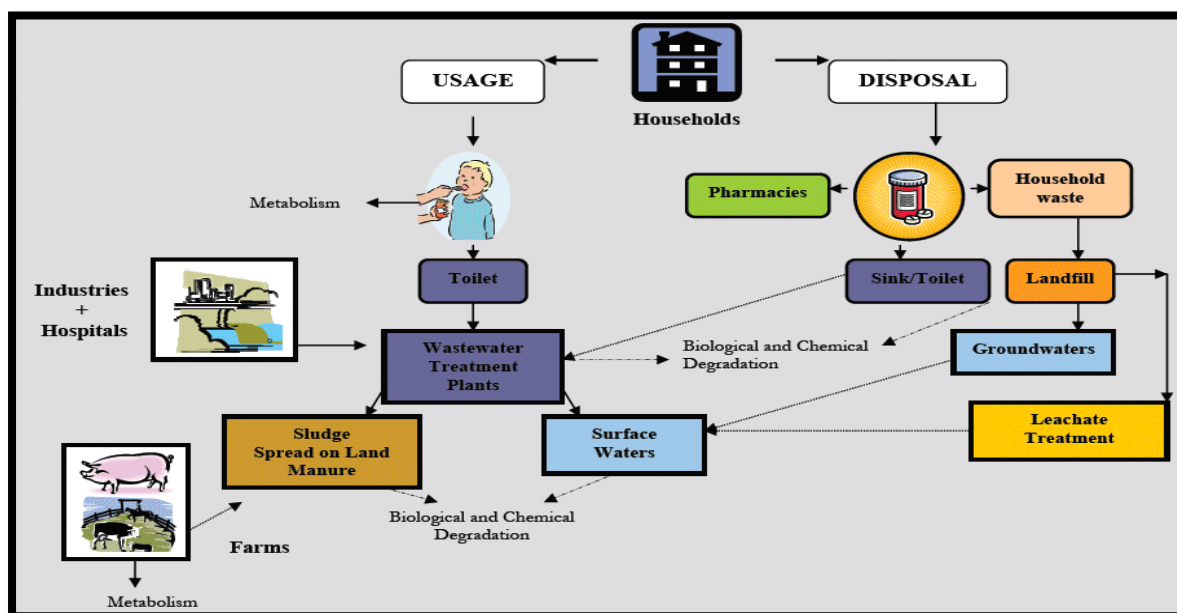 USAGE
DISPOSAL
Households
Metabolism
Pharmacies
Household
waste
Industries
+
Hospitals
Toilet
Sink/Toilet
Landfill
Wastewater
Treatment
Plants
Biological and Chemical
Degradation
Groundwaters
Sludge
Spread on Land
Manure
Surface
Waters
Leachate
Treatment
Biological and Chemical
Degradation
Farms
Metabolism